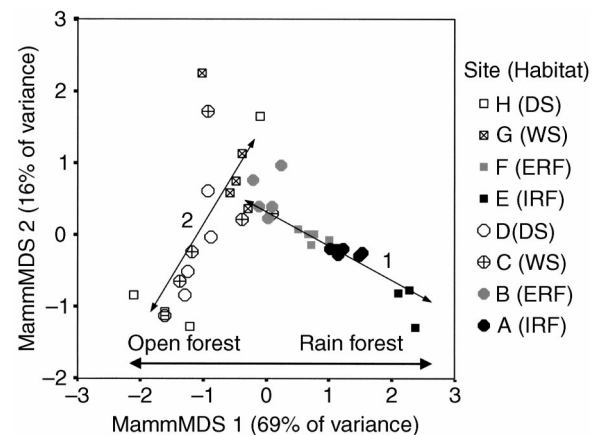 3
2
1
0
−1
−2
−3
−2
−1
0
1
2
3
MammMDS 2 (16% of variance)
MammMDS 1 (69% of variance)
2
1
Open forest
Rain forest
Site (Habitat)
H (DS)
G (WS)
F (ERF)
E (IRF)
D(DS)
C (WS)
B (ERF)
A (IRF)